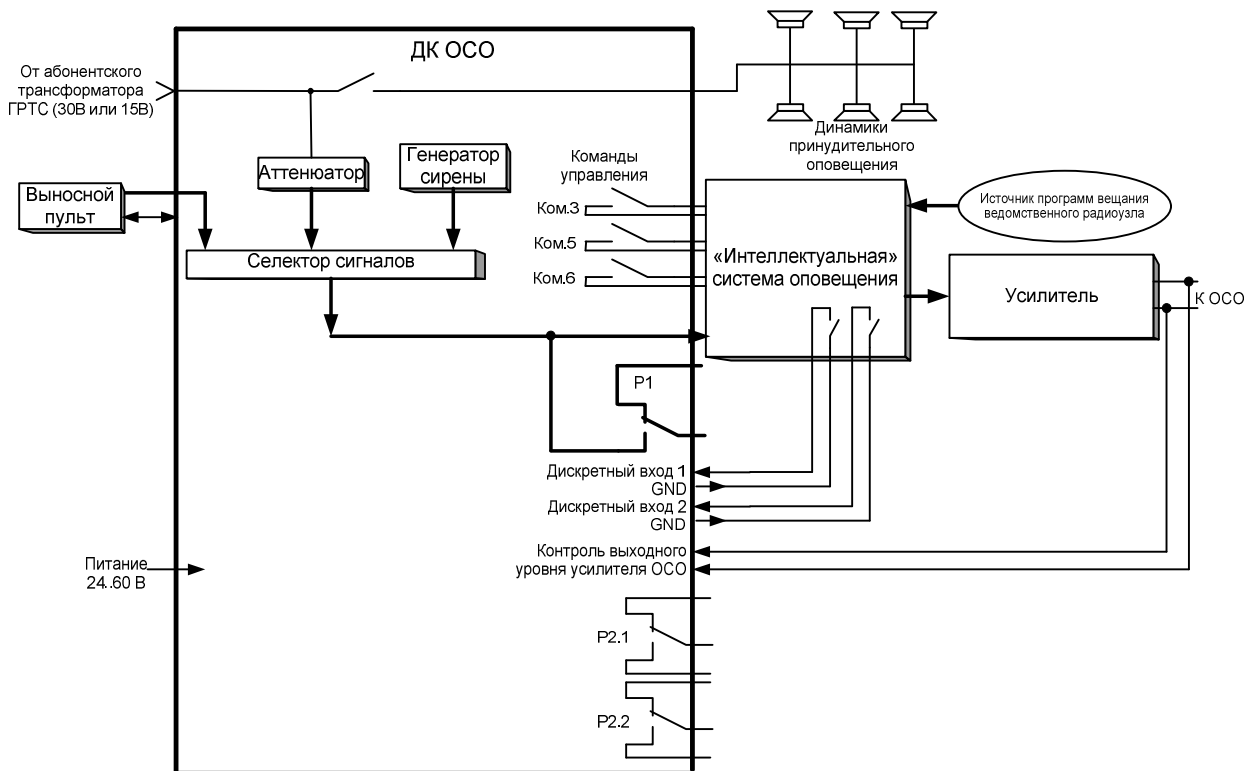 ДК ОСО
От абонентского
трансформатора
ГРТС (30В или 15В)
Динамики
принудительного
оповещения
Аттенюатор
Генератор
сирены
Команды
управления
Выносной
пульт
Ком.3
Ком.5
Ком.6
Источник программ вещания
ведомственного радиоузла
Селектор сигналов
«Интеллектуальная»
система оповещения
Усилитель
К ОСО
Р1
Дискретный вход 1
GND
Дискретный вход 2
GND
Контроль выходного
уровня усилителя ОСО
Питание
24..60 В
Р2.1
Р2.2